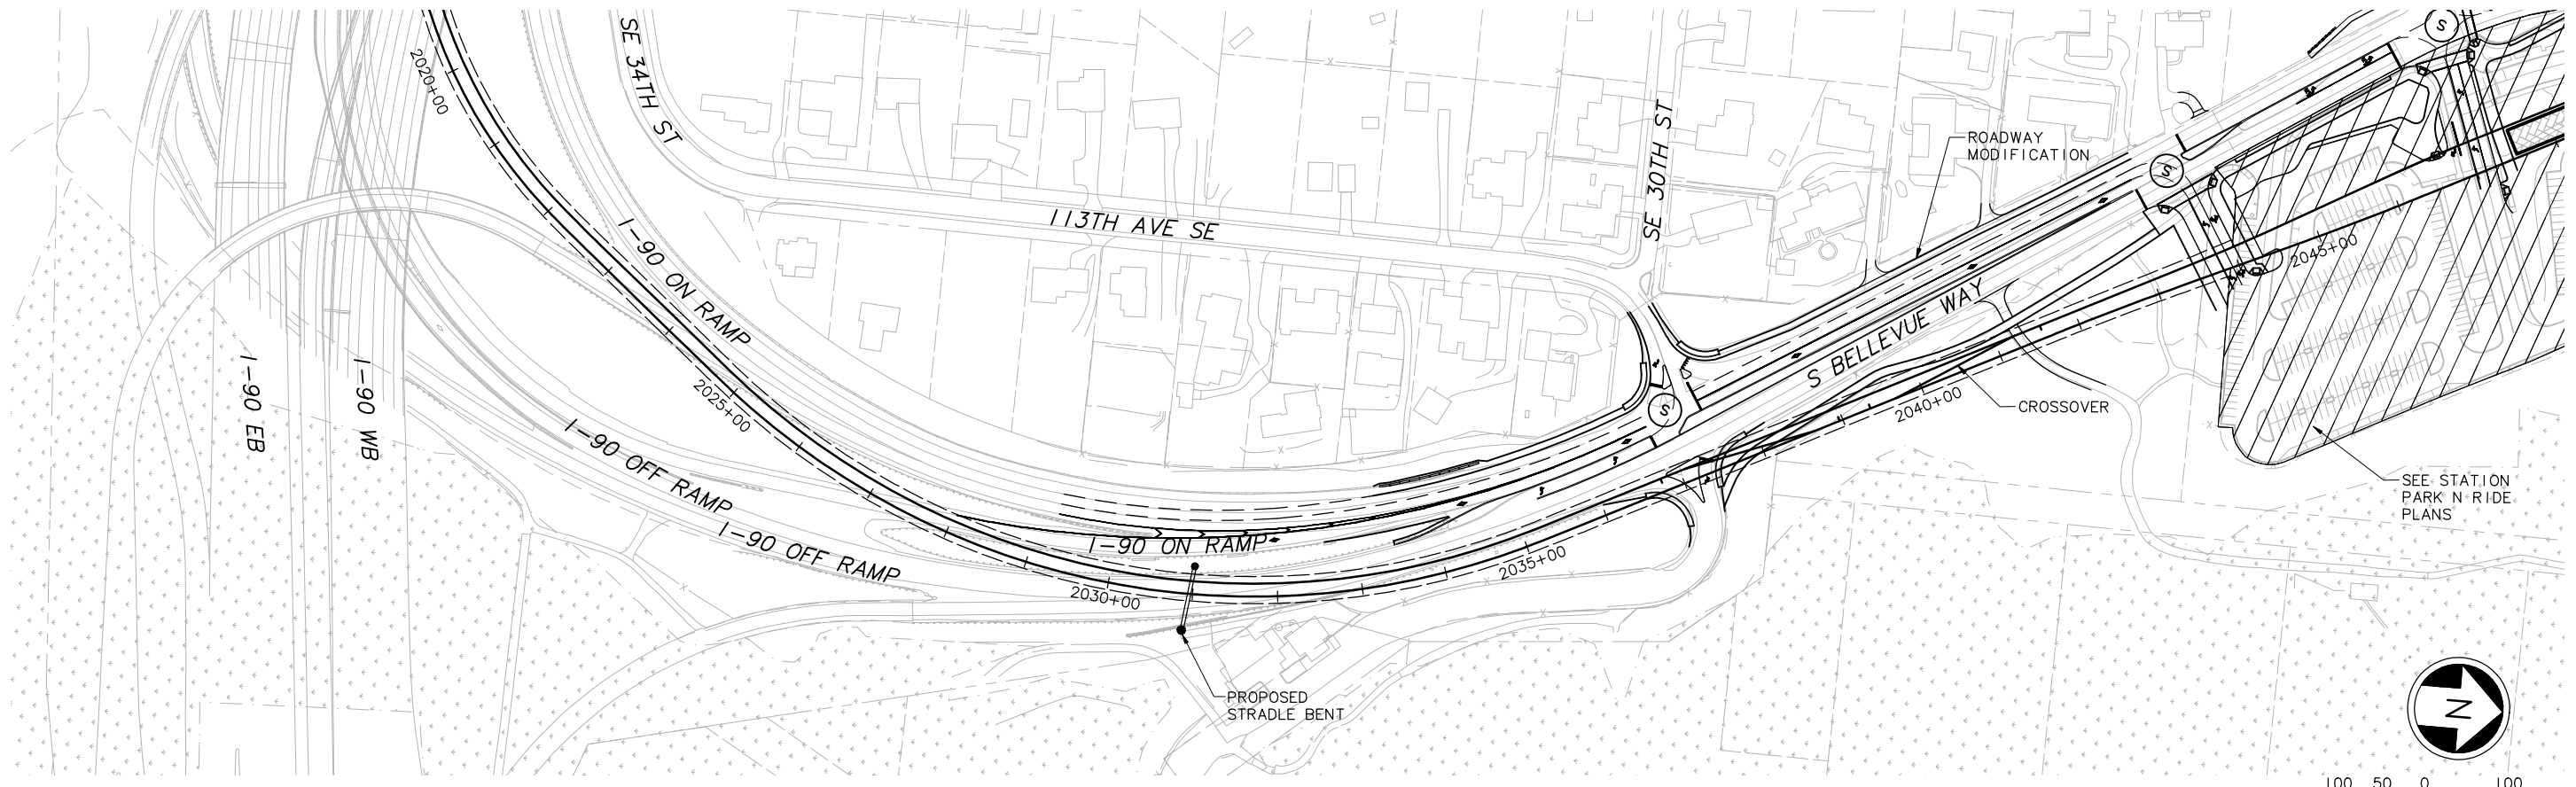 SE 34TH ST
2020+00
S
ROADWAY
MODIFICATION
SE 30TH ST
S
I-90 ON RAMP
113TH AVE SE
2045+00
I-90 EB
I-90 WB
S BELLEVUE WAY
2025+00
S
2040+00
CROSSOVER
I-90 OFF RAMP
SEE STATION
PARK N RIDE
PLANS
I-90 OFF RAMP
I-90 ON RAMP
2035+00
2030+00
PROPOSED
STRADLE BENT
N
100 50 0 100